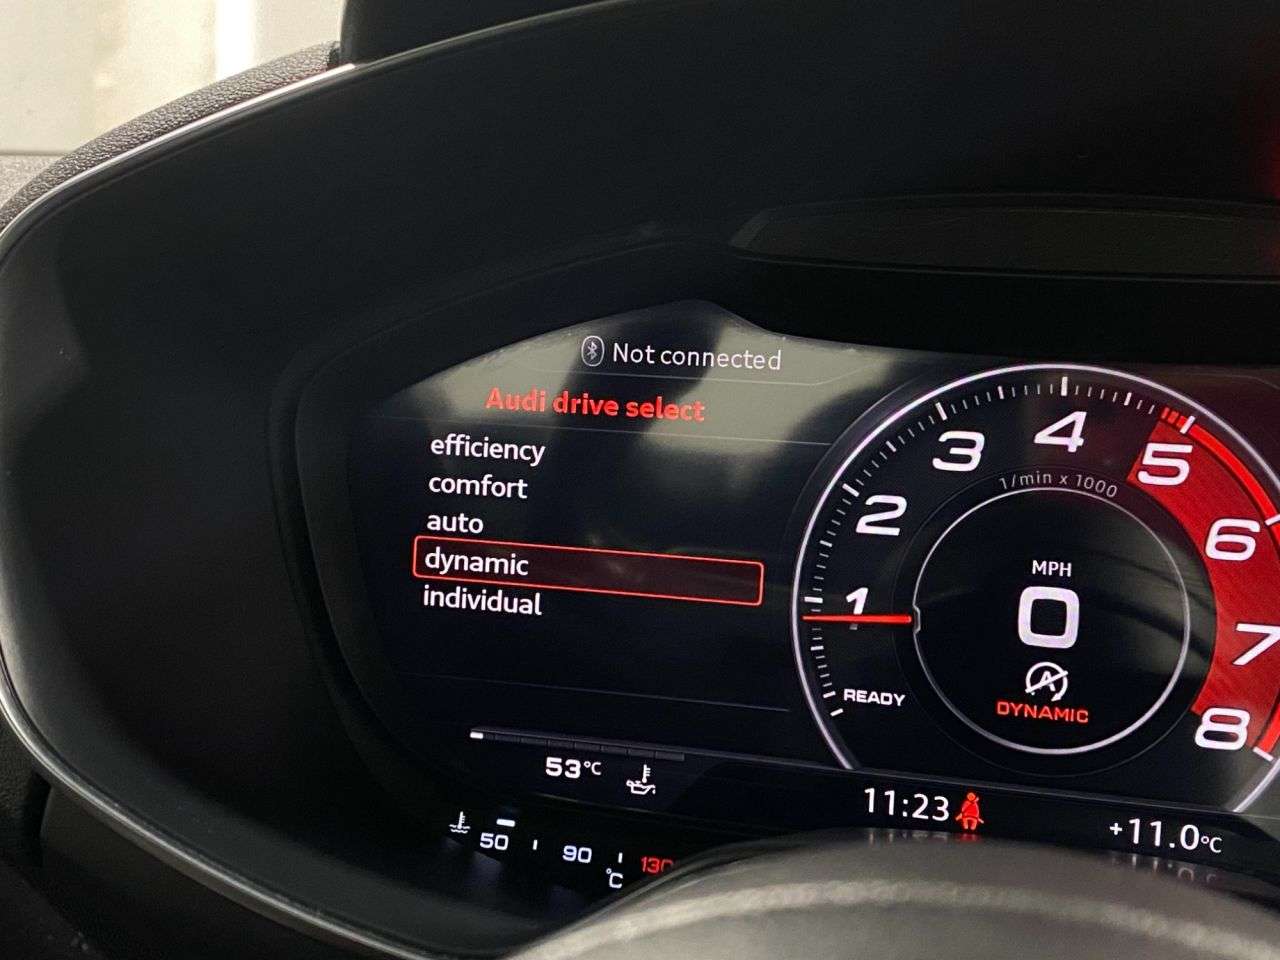 Not connected
Audi drive select
efficiency
comfort
auto
dynamic
individual
1
2
3
4
5
6
7
8
1/min x 1000
MPH
0
A
READY
DYNAMIC
53°C
11:23
+11.0°C
50
90
130
°C